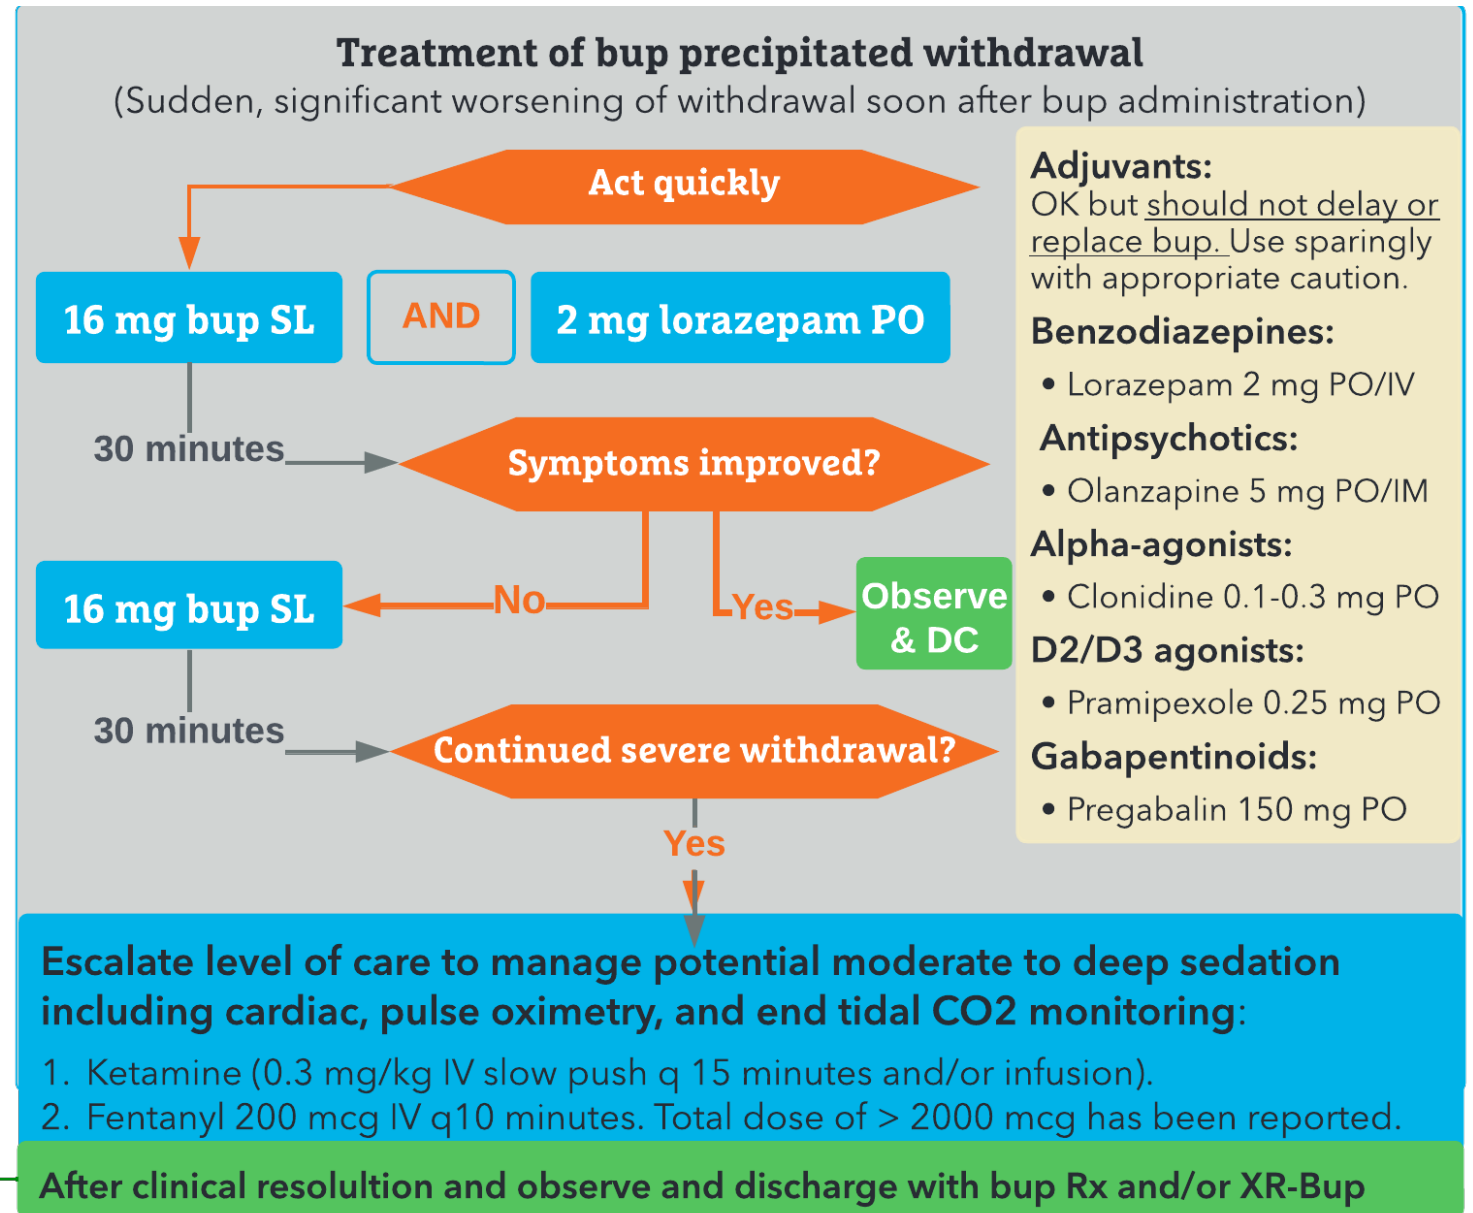 Treatment of bup precipitated withdrawal
(Sudden, significant worsening of withdrawal soon after bup administration)
Act quickly
16 mg bup SL
AND
2 mg lorazepam PO
30 minutes
Symptoms improved?
No
Yes
16 mg bup SL
Observe
& DC
30 minutes
Continued severe withdrawal?
Yes
Adjuvants:
OK but should not delay or
replace bup. Use sparingly
with appropriate caution.
Benzodiazepines:
• Lorazepam 2 mg PO/IV
Antipsychotics:
• Olanzapine 5 mg PO/IM
Alpha-agonists:
• Clonidine 0.1-0.3 mg PO
D2/D3 agonists:
• Pramipexole 0.25 mg PO
Gabapentinoids:
• Pregabalin 150 mg PO
Escalate level of care to manage potential moderate to deep sedation
including cardiac, pulse oximetry, and end tidal CO2 monitoring:
1. Ketamine (0.3 mg/kg IV slow push q 15 minutes and/or infusion).
2. Fentanyl 200 mcg IV q10 minutes. Total dose of > 2000 mcg has been reported.
After clinical resolultion and observe and discharge with bup Rx and/or XR-Bup